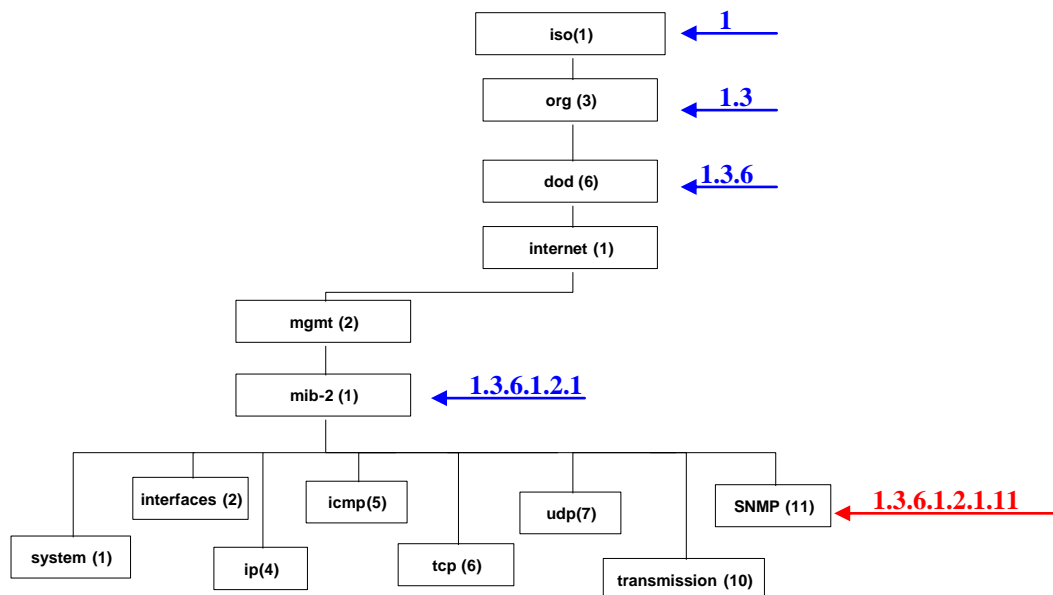 iso(1)
1
org (3)
1.3
dod (6)
1.3.6
internet (1)
mgmt (2)
mib-2 (1)
1.3.6.1.2.1
interfaces (2)
icmp(5)
udp(7)
SNMP (11)
1.3.6.1.2.1.11
system (1)
ip(4)
tcp (6)
transmission (10)